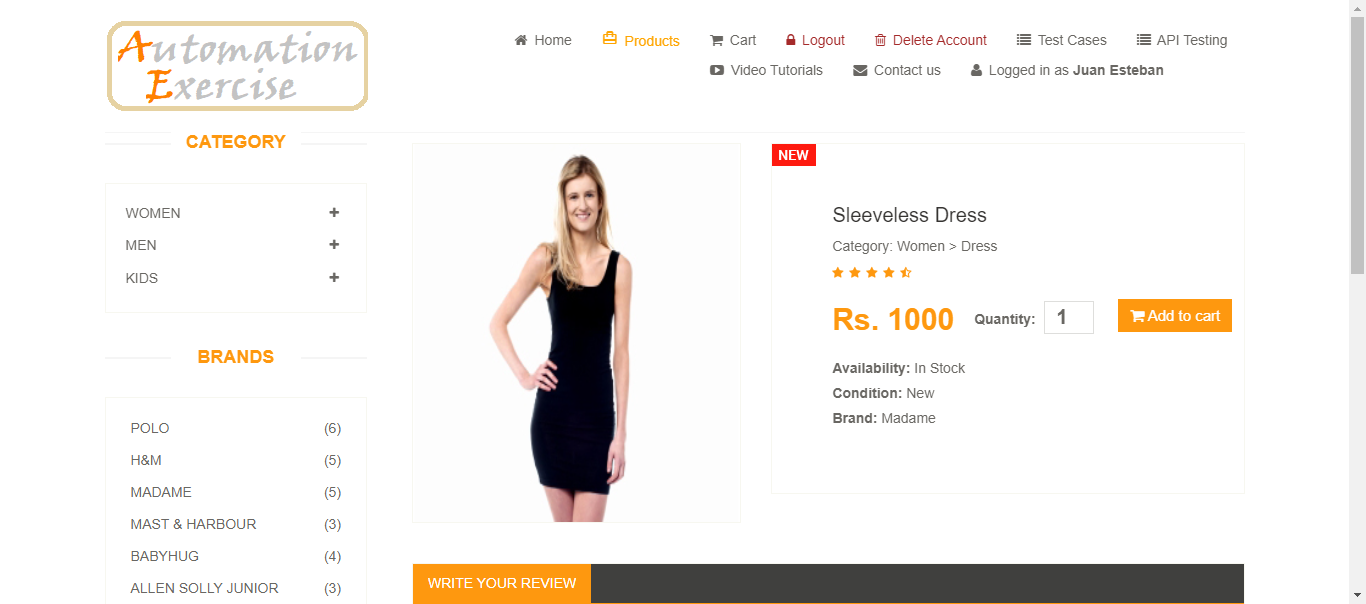 Automation
Exercise
Home Products Cart Logout Delete Account Test Cases API Testing
Video Tutorials Contact us Logged in as Juan Esteban
CATEGORY
WOMEN
MEN
KIDS
BRANDS
POLO (6)
H&M (5)
MADAME (5)
MAST & HARBOUR (3)
BABYHUG (4)
ALLEN SOLLY JUNIOR (3)
NEW
Sleeveless Dress
Category: Women > Dress
Rs. 1000 Quantity: 1 Add to cart
Availability: In Stock
Condition: New
Brand: Madame
WRITE YOUR REVIEW